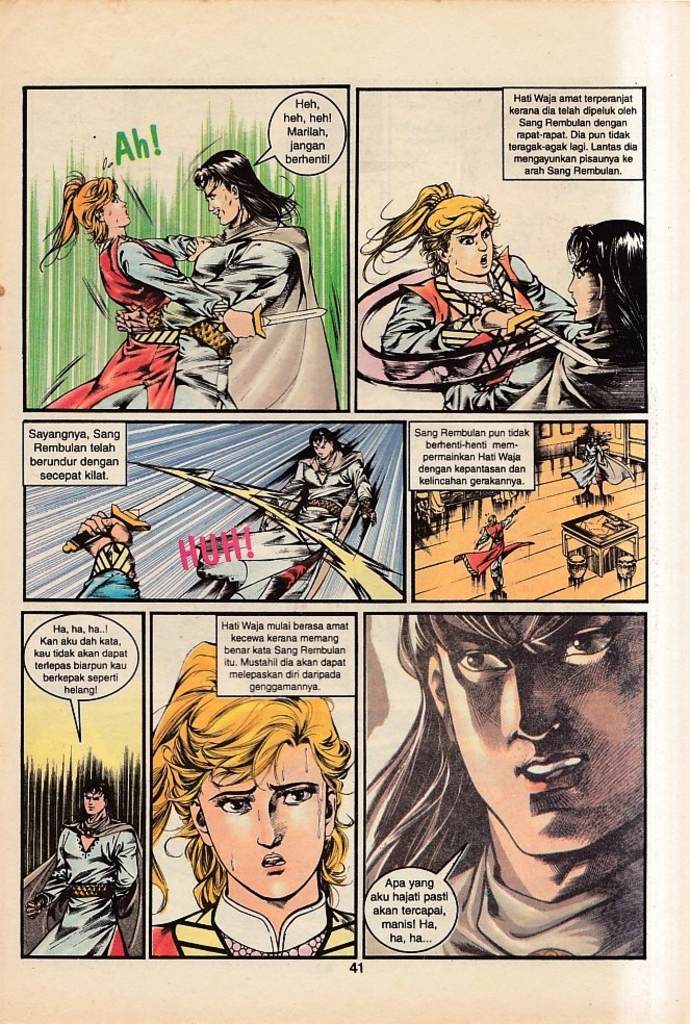 Ah!
Heh,
heh, heh!
Marilah,
jangan
berhenti!
Hati Waja amat terperanjat
kerana dia telah dipeluk oleh
Sang Rembulan dengan
rapat-rapat. Dia pun tidak
teragak-agak lagi. Lantas dia
mengayunkan pisaunya ke
arah Sang Rembulan.
Sayangnya, Sang
Rembulan telah
berundur dengan
secepat kilat.
HUH!
Sang Rembulan pun tidak
berhenti-henti mem-
permainkan Hati Waja
dengan kepantasan dan
kelincahan gerakannya.
Ha, ha, ha..!
Kan aku dah kata,
kau tidak akan dapat
terlepas biarpun kau
berkepak seperti
helang!
Hati Waja mulai berasa amat
kecewa kerana memang
benar kata Sang Rembulan
itu. Mustahil dia akan dapat
melepaskan diri daripada
genggamannya.
Apa yang
aku hajati pasti
akan tercapai,
manis! Ha,
ha, ha...
41